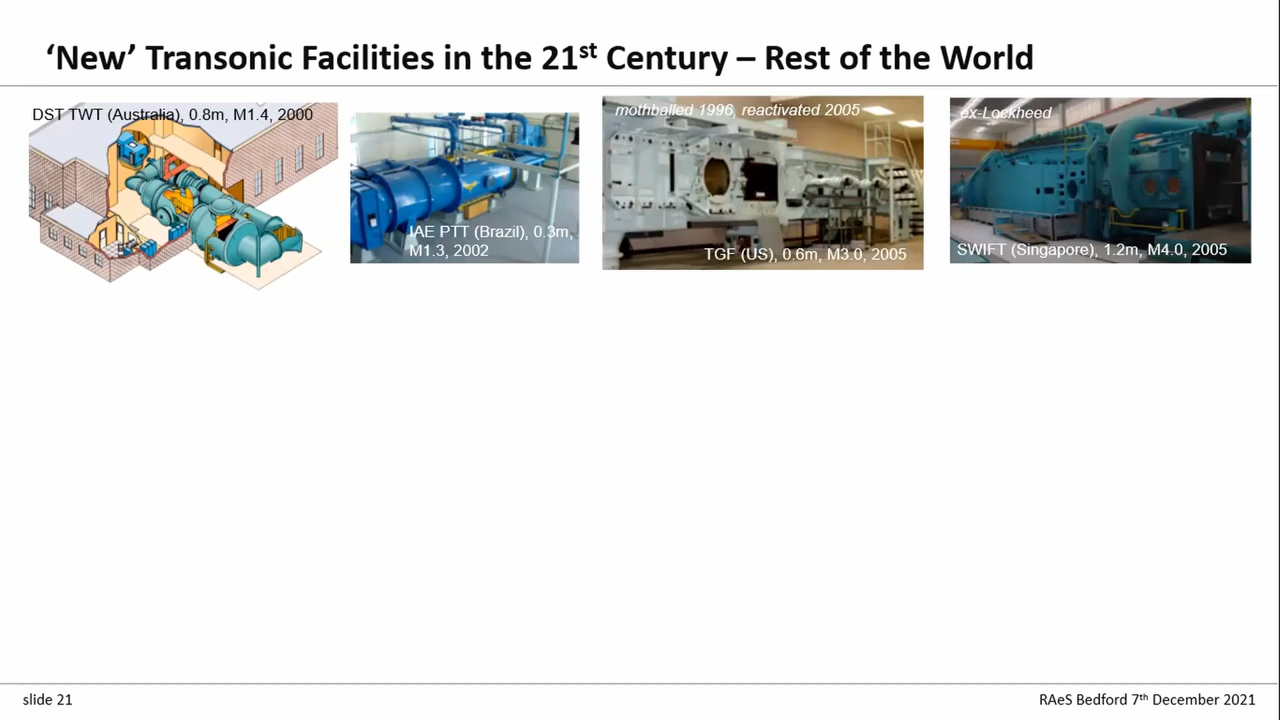 ‘New’ Transonic Facilities in the 21st Century – Rest of the World
DST TWT (Australia), 0.8m, M1.4, 2000
IAE PTT (Brazil), 0.3m,
M1.3, 2002
mothballed 1996, reactivated 2005
TGF (US), 0.6m, M3.0, 2005
ex-Lockheed
SWIFT (Singapore), 1.2m, M4.0, 2005
slide 21
RAeS Bedford 7th December 2021